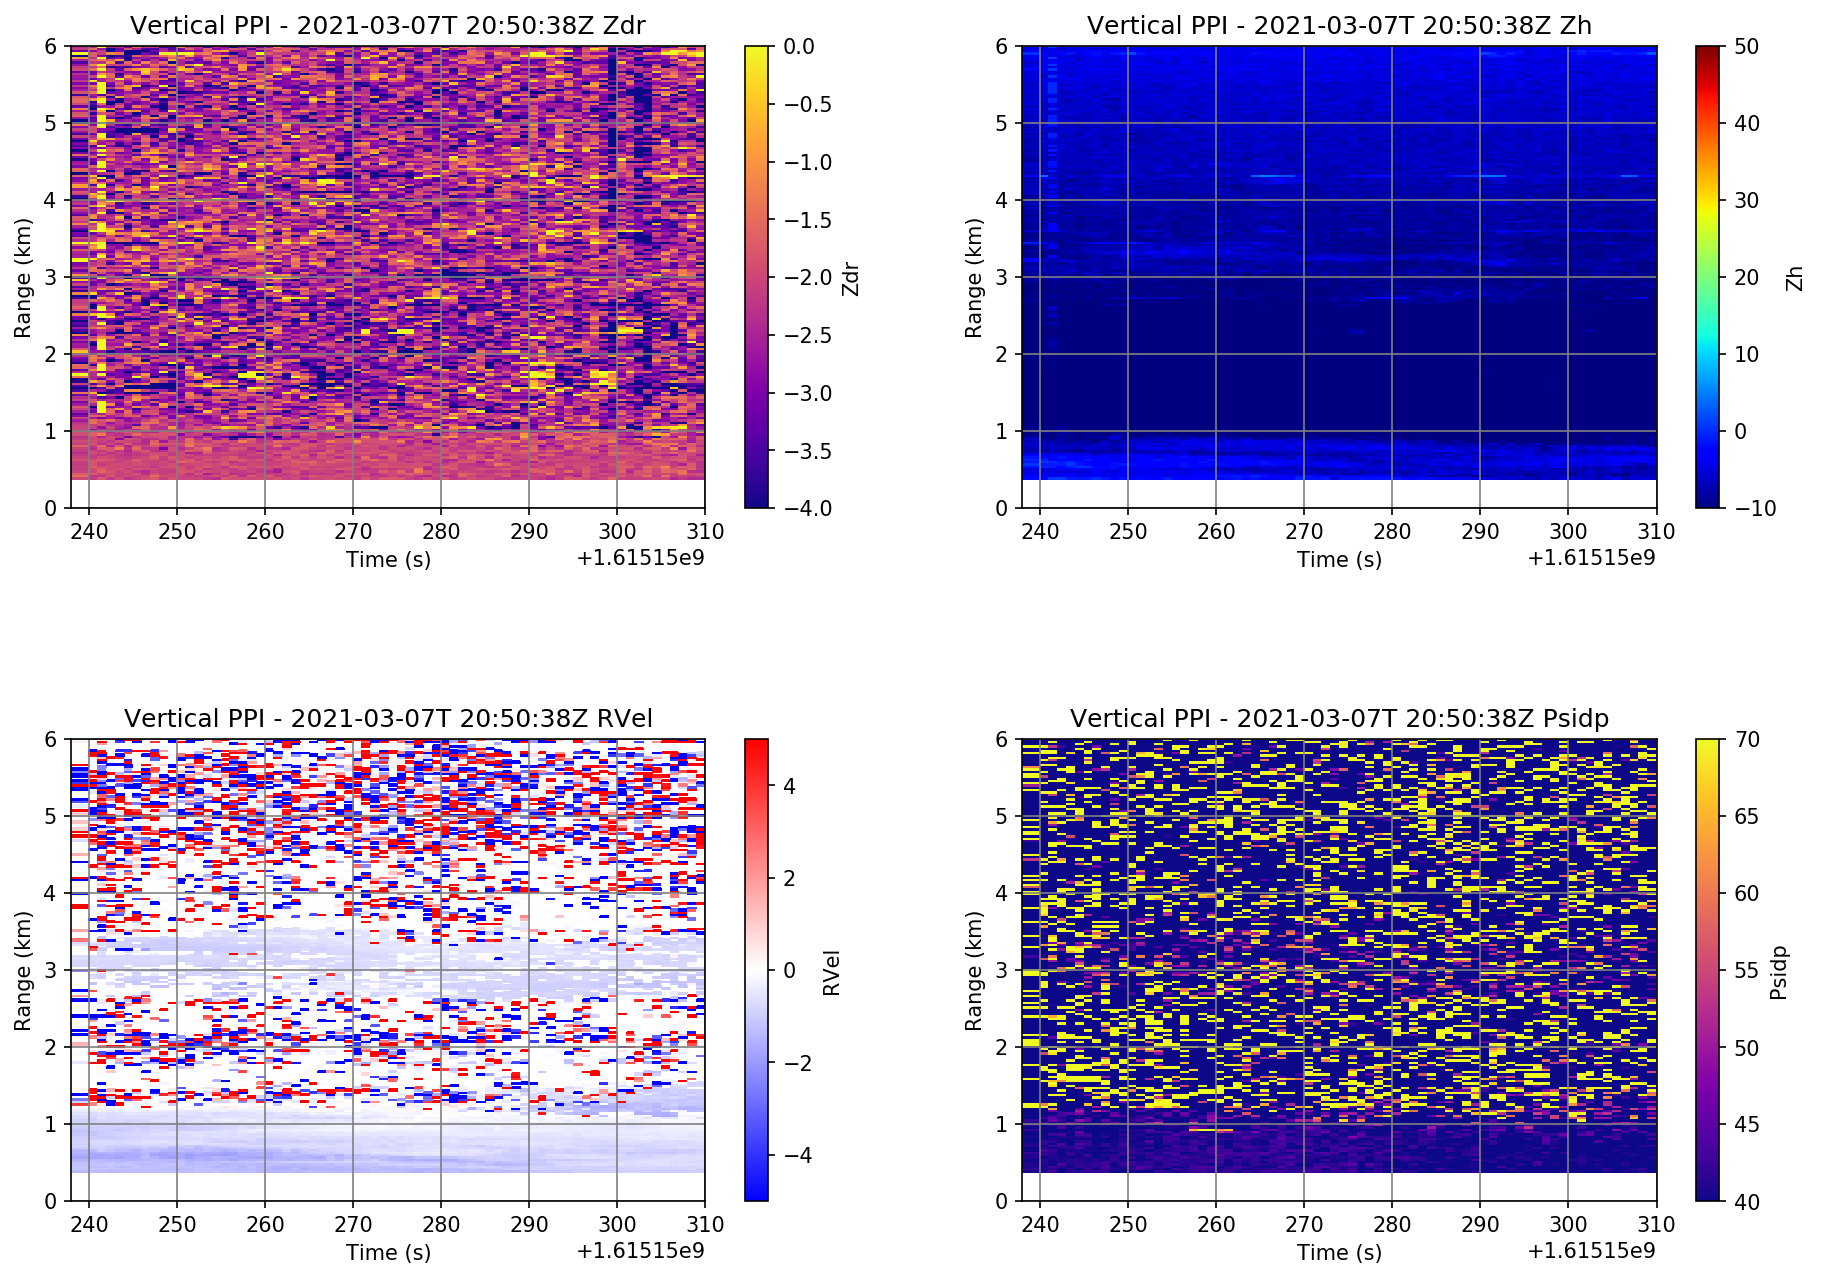 Vertical PPI - 2021-03-07T 20:50:38Z Zdr
6
5
4
3
2
1
0
Range (km)
240 250 260 270 280 290 300 310
Time (s)
+1.61515e9
0.0
−0.5
−1.0
−1.5
−2.0
−2.5
−3.0
−3.5
−4.0
Zdr
Vertical PPI - 2021-03-07T 20:50:38Z Zh
6
5
4
3
2
1
0
Range (km)
240 250 260 270 280 290 300 310
Time (s)
+1.61515e9
50
40
30
20
10
0
−10
Zh
Vertical PPI - 2021-03-07T 20:50:38Z RVel
6
5
4
3
2
1
0
Range (km)
240 250 260 270 280 290 300 310
Time (s)
+1.61515e9
4
2
0
−2
−4
RVel
Vertical PPI - 2021-03-07T 20:50:38Z Psidp
6
5
4
3
2
1
0
Range (km)
240 250 260 270 280 290 300 310
Time (s)
+1.61515e9
70
65
60
55
50
45
40
Psidp